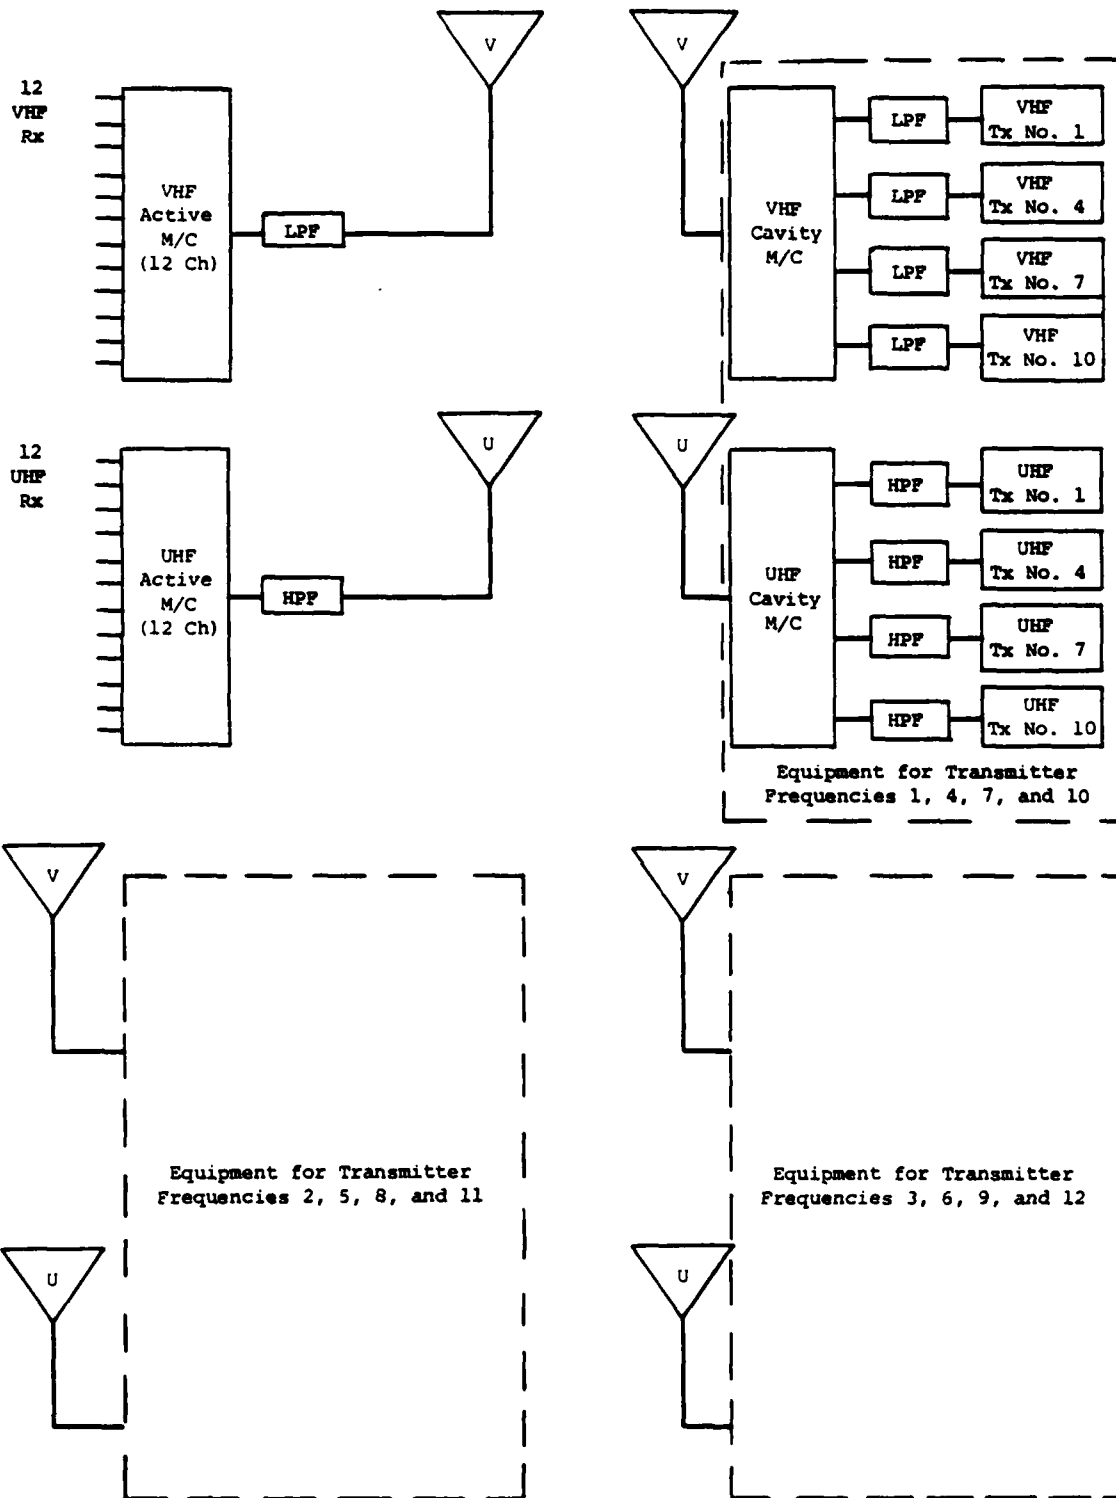 V
12
VHF
Rx
VHF
Active
M/C
(12 Ch)
LPF
V
VHF
Cavity
M/C
LPF
VHF
Tx No. 1
LPF
VHF
Tx No. 4
LPF
VHF
Tx No. 7
LPF
VHF
Tx No. 10
U
12
UHF
Rx
UHF
Active
M/C
(12 Ch)
HPF
U
UHF
Cavity
M/C
HPF
UHF
Tx No. 1
HPF
UHF
Tx No. 4
HPF
UHF
Tx No. 7
HPF
UHF
Tx No. 10
Equipment for Transmitter
Frequencies 1, 4, 7, and 10
V
Equipment for Transmitter
Frequencies 2, 5, 8, and 11
U
V
Equipment for Transmitter
Frequencies 3, 6, 9, and 12
U